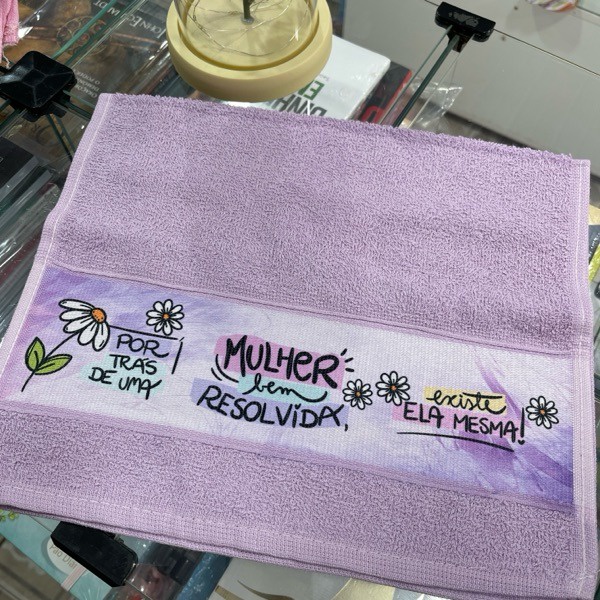 POR
TRÁS
DE UMA
MULHER
bem
RESOLVIDA,
existe
ELA MESMA!